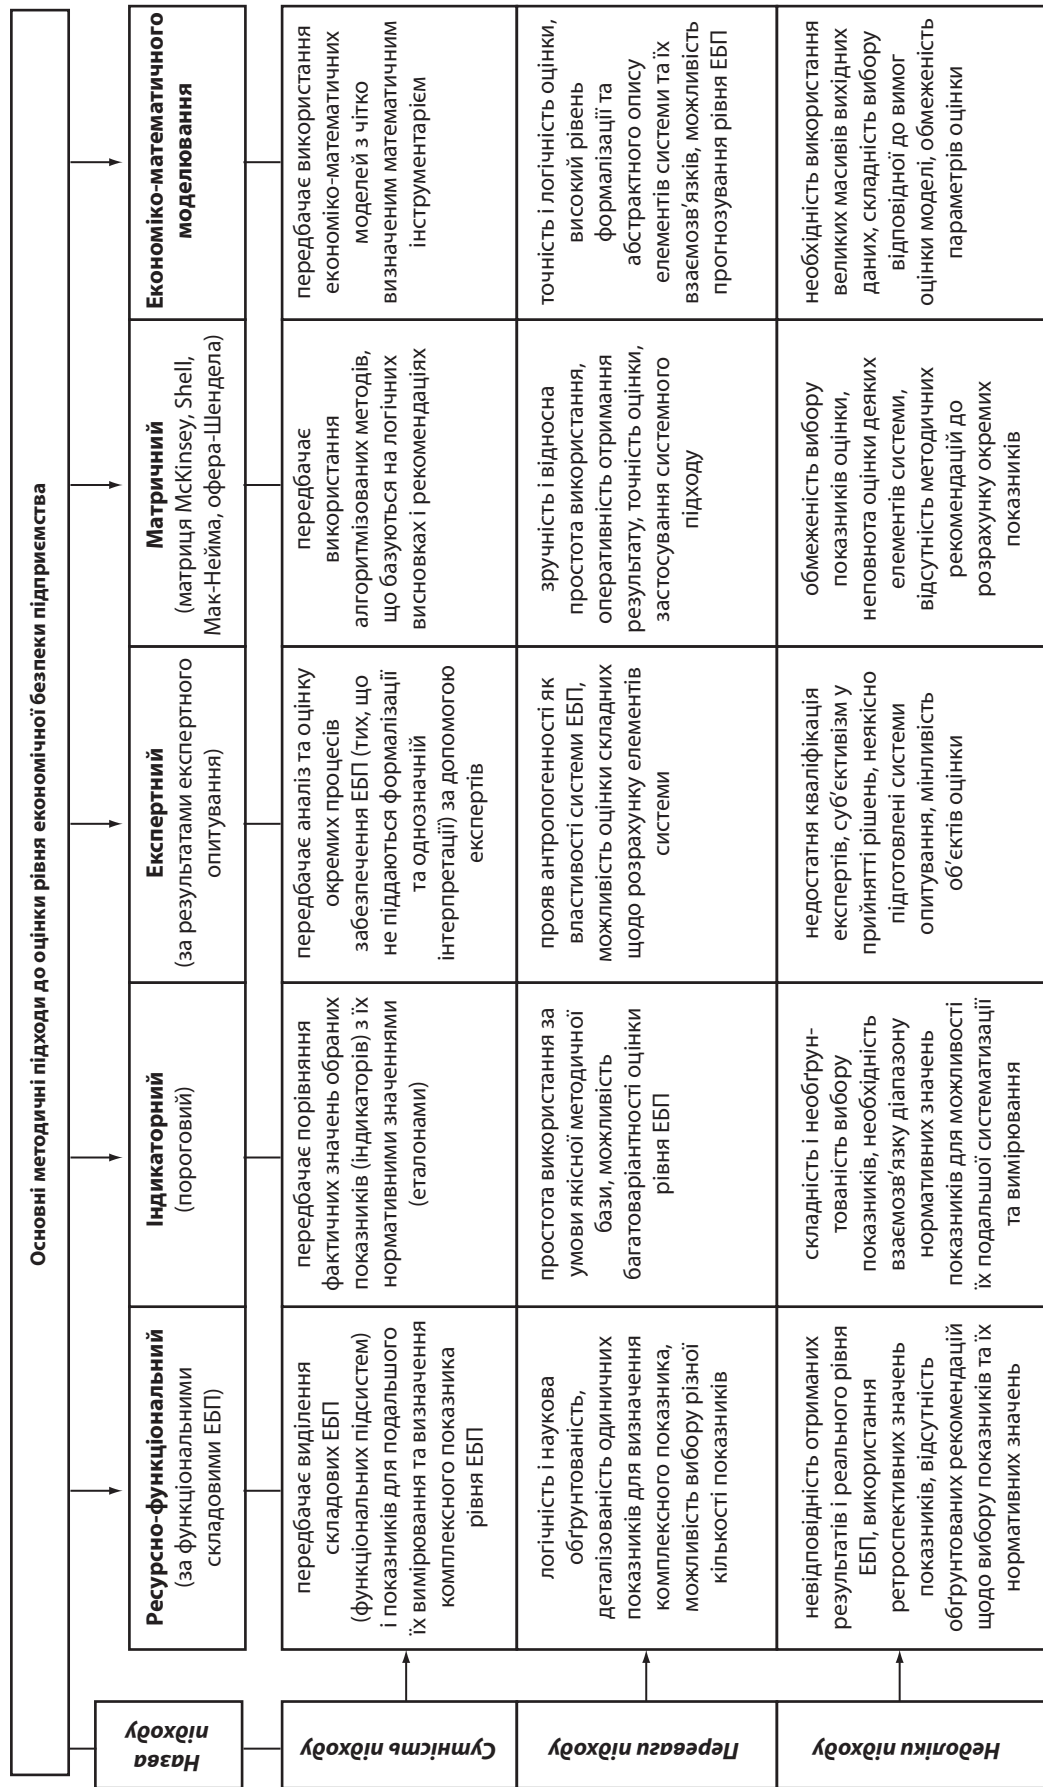 Основні методичні підходи до оцінки рівня економічної безпеки підприємства
Назва
підходу
Ресурсно-функціональний
(за функціональними
складовими ЕБП)
Індикаторний
(пороговий)
Експертний
(за результатами експертного
опитування)
Матричний
(матриця McKinsey, Shell,
Мак-Нейма, офера-Шендела)
Економіко-математичного
моделювання
Сутність підходу
передбачає виділення
складових ЕБП
(функціональних підсистем)
і показників для подальшого
їх вимірювання та визначення
комплексного показника
рівня ЕБП
передбачає порівняння
фактичних значень обраних
показників (індикаторів) з їх
нормативними значеннями
(еталонами)
передбачає аналіз та оцінку
окремих процесів
забезпечення ЕБП (тих, що
не піддаються формалізації
та однозначній
інтерпретації) за допомогою
експертів
передбачає
використання
алгоритмізованих методів,
що базуються на логічних
висновках і рекомендаціях
передбачає використання
економіко-математичних
моделей з чітко
визначеним математичним
інструментарієм
Переваги підходу
логічність і наукова
обґрунтованість,
деталізованість одиничних
показників для визначення
комплексного показника,
можливість вибору різної
кількості показників
простота використання за
умови якісної методичної
бази, можливість
багатоваріантності оцінки
рівня ЕБП
прояв антропогенності як
властивості системи ЕБП,
можливість оцінки складних
щодо розрахунку елементів
системи
зручність і відносна
простота використання,
оперативність отримання
результату, точність оцінки,
застосування системного
підходу
точність і логічність оцінки,
високий рівень
формалізації та
абстрактного опису
елементів системи та їх
взаємозв'язків, можливість
прогнозування рівня ЕБП
Недоліки підходу
невідповідність отриманих
результатів і реального рівня
ЕБП, використання
ретроспективних значень
показників, відсутність
обґрунтованих рекомендацій
щодо вибору показників та їх
нормативних значень
складність і необґрун-
тованість вибору
показників, необхідність
взаємозв'язку діапазону
нормативних значень
показників для можливості
їх подальшої систематизації
та вимірювання
недостатня кваліфікація
експертів, суб'єктивізм у
прийнятті рішень, неякісно
підготовлені системи
опитування, мінливість
об'єктів оцінки
обмеженість вибору
показників оцінки,
неповнота оцінки деяких
елементів системи,
відсутність методичних
рекомендацій до
розрахунку окремих
показників
необхідність використання
великих масивів вихідних
даних, складність вибору
відповідної до вимог
оцінки моделі, обмеженість
параметрів оцінки